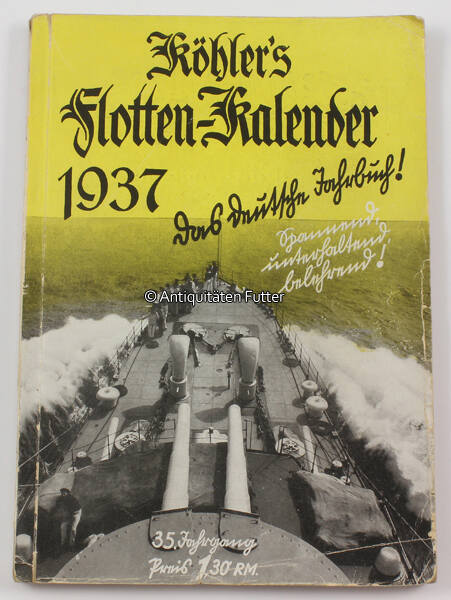 Köhler's
Flotten-Kalender
1937
Das deutsche Jahrbuch!
Spannend,
unterhaltend,
belehrend!
© Antiquitäten Futter
35. Jahrgang
Preis 1,30 RM.